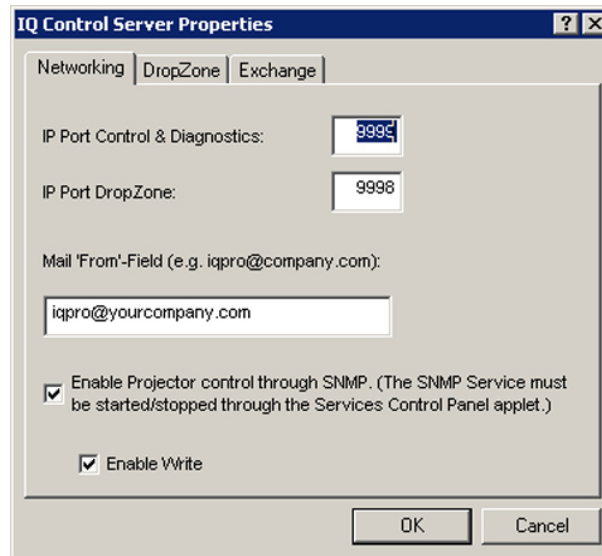 IQ Control Server Properties
Networking DropZone Exchange
IP Port Control & Diagnostics: 9999
IP Port DropZone: 9998
Mail 'From'-Field (e.g. iqpro@company.com):
iqpro@yourcompany.com
Enable Projector control through SNMP. (The SNMP Service must
be started/stopped through the Services Control Panel applet.)
Enable Write
OK Cancel